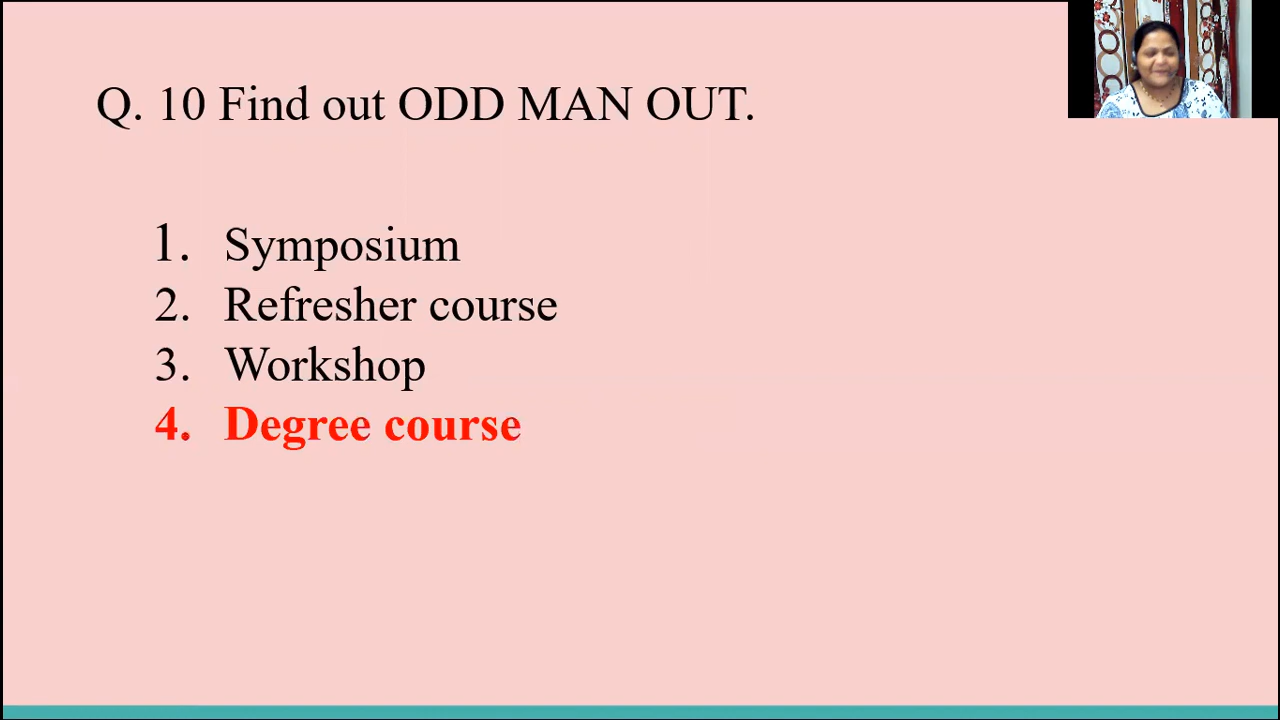 Q. 10 Find out ODD MAN OUT.
1. Symposium
2. Refresher course
3. Workshop
4. Degree course